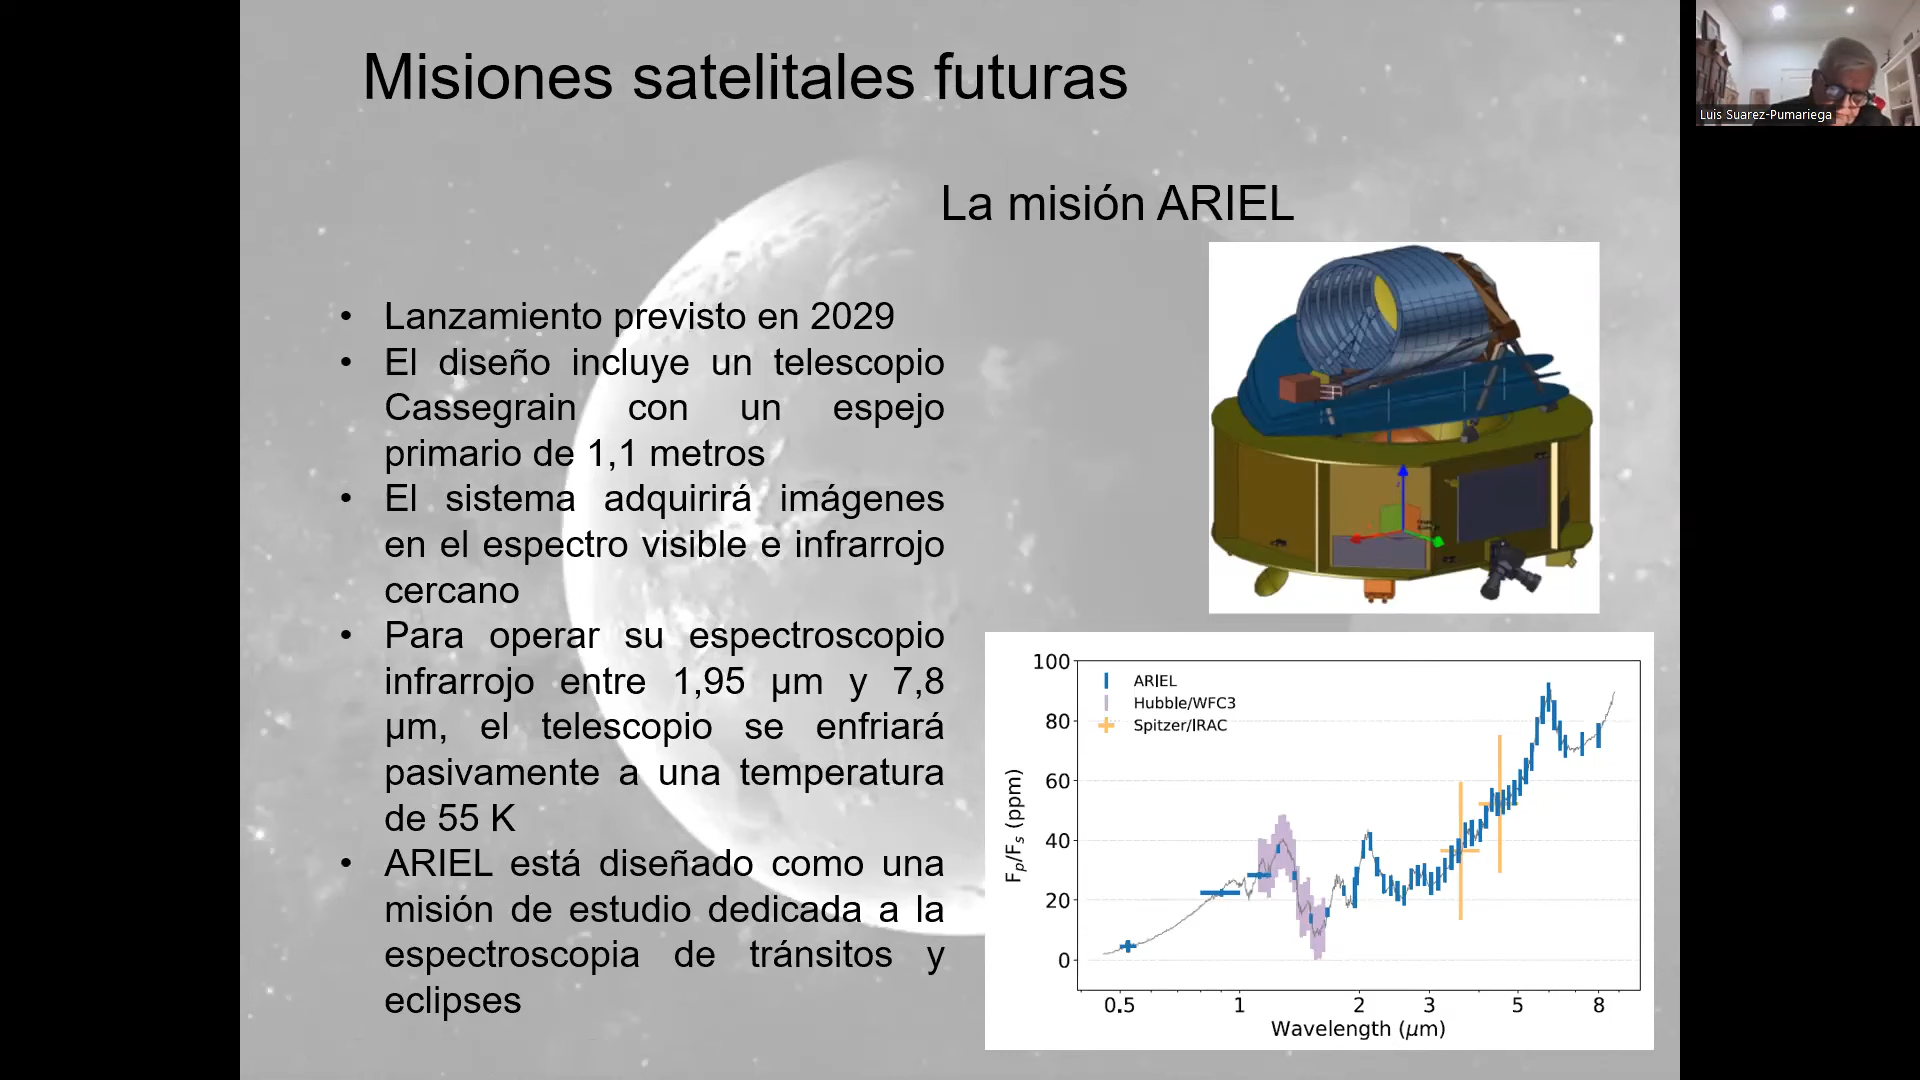 Misiones satelitales futuras
Luis Suarez-Pumariega
La misión ARIEL
• Lanzamiento previsto en 2029
• El diseño incluye un telescopio
Cassegrain con un espejo
primario de 1,1 metros
• El sistema adquirirá imágenes
en el espectro visible e infrarrojo
cercano
• Para operar su espectroscopio
infrarrojo entre 1,95 µm y 7,8
µm, el telescopio se enfriará
pasivamente a una temperatura
de 55 K
• ARIEL está diseñado como una
misión de estudio dedicada a la
espectroscopia de tránsitos y
eclipses
ARIEL
Hubble/WFC3
Spitzer/IRAC
100
80
60
40
20
0
Fp/Fs (ppm)
0.5 1 2 3 5 8
Wavelength (µm)